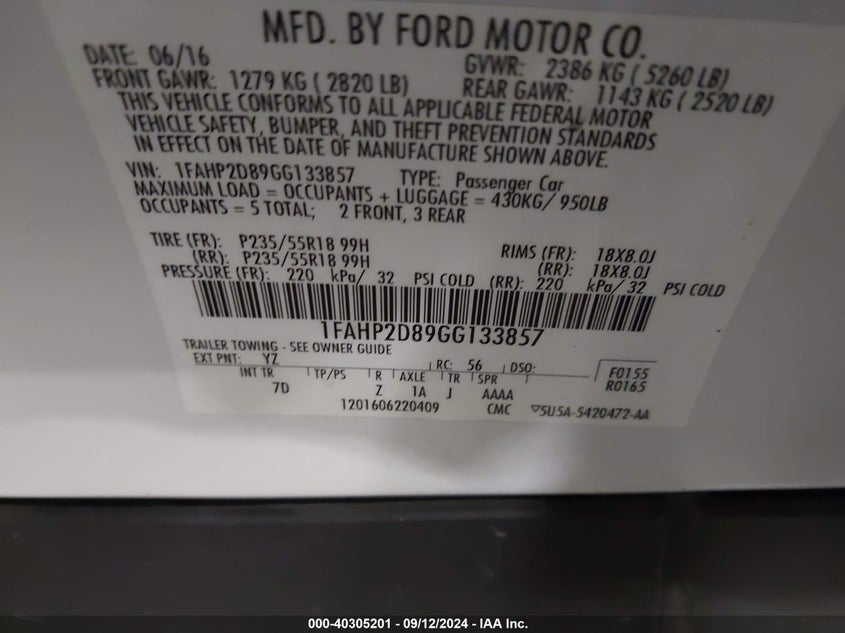 MFD. BY FORD MOTOR CO.
DATE: 06/16 GVWR: 2386 KG ( 5260 LB)
FRONT GAWR: 1279 KG ( 2820 LB) REAR GAWR: 1143 KG ( 2520 LB)
THIS VEHICLE CONFORMS TO ALL APPLICABLE FEDERAL MOTOR
VEHICLE SAFETY, BUMPER, AND THEFT PREVENTION STANDARDS
IN EFFECT ON THE DATE OF MANUFACTURE SHOWN ABOVE.
VIN: 1FAHP2D89GG133857 TYPE: Passenger Car
MAXIMUM LOAD = OCCUPANTS + LUGGAGE = 430KG/ 950LB
OCCUPANTS = 5 TOTAL; 2 FRONT, 3 REAR
TIRE (FR): P235/55R18 99H RIMS (FR): 18X8.0J
(RR): P235/55R18 99H (RR): 18X8.0J
PRESSURE (FR): 220 kPa/ 32 PSI COLD (RR): 220 kPa/ 32 PSI COLD
1FAHP2D89GG133857
TRAILER TOWING - SEE OWNER GUIDE
EXT PNT: YZ RC: 56 DSO: F0155
R0165
INT TR TP/PS R AXLE TR SPR
7D Z 1A J AAAA
1201606220409 CMC ▽5U5A-5420472-AA
000-40305201 - 09/12/2024 - IAA Inc.